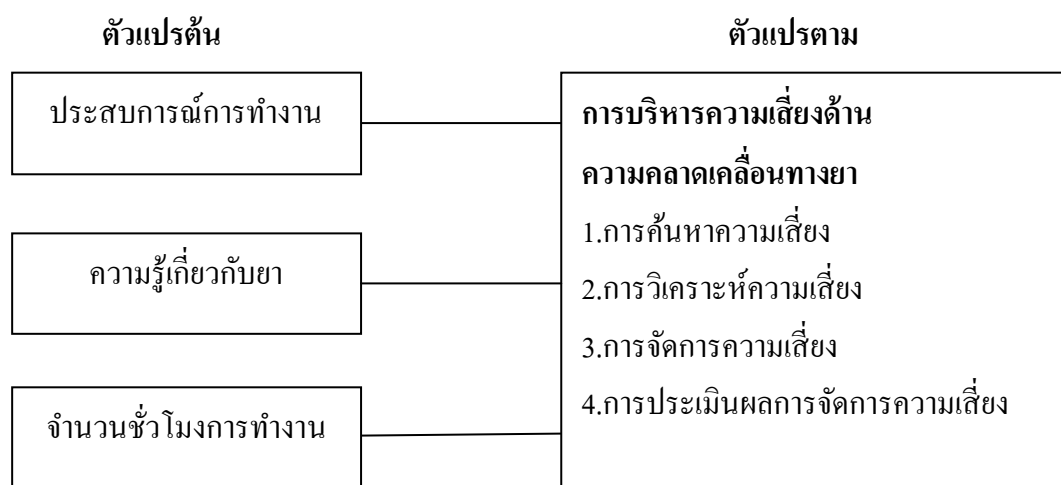 ตัวแปรต้น
ตัวแปรตาม
ประสบการณ์การทำงาน
ความรู้เกี่ยวกับยา
จำนวนชั่วโมงการทำงาน
การบริหารความเสี่ยงด้าน
ความคลาดเคลื่อนทางยา
1.การค้นหาความเสี่ยง
2.การวิเคราะห์ความเสี่ยง
3.การจัดการความเสี่ยง
4.การประเมินผลการจัดการความเสี่ยง